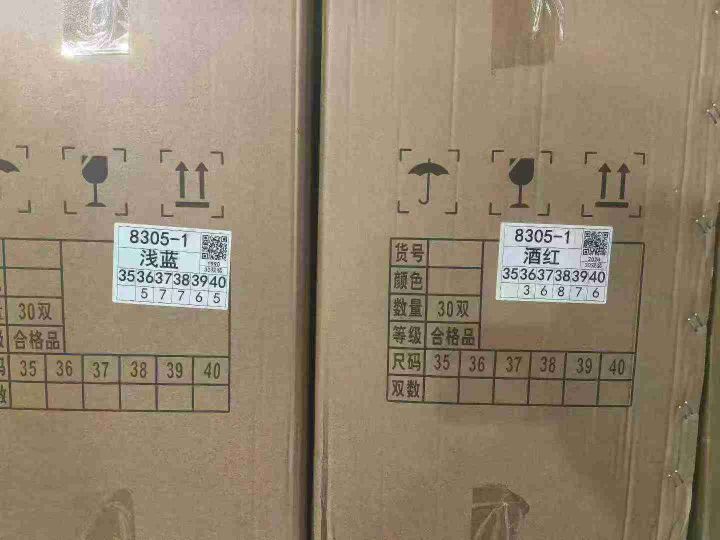 8305-1
浅蓝
353637383940
5 7 7 6 5
30双
合格品
35 36 37 38 39 40
数
8305-1
酒红
353637383940
3 6 8 7 6
货号
颜色
数量 30双
等级 合格品
尺码 35 36 37 38 39 40
双数